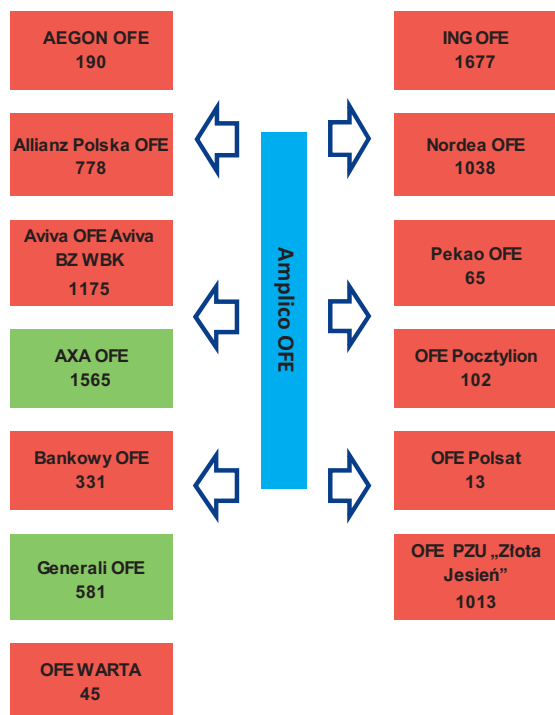 AEGON OFE
190
Allianz Polska OFE
778
Aviva OFE Aviva
BZ WBK
1175
AXA OFE
1565
Bankowy OFE
331
Generali OFE
581
OFE WARTA
45
Amplico OFE
ING OFE
1677
Nordea OFE
1038
Pekao OFE
65
OFE Pocztylion
102
OFE Polsat
13
OFE PZU „Złota
Jesień”
1013